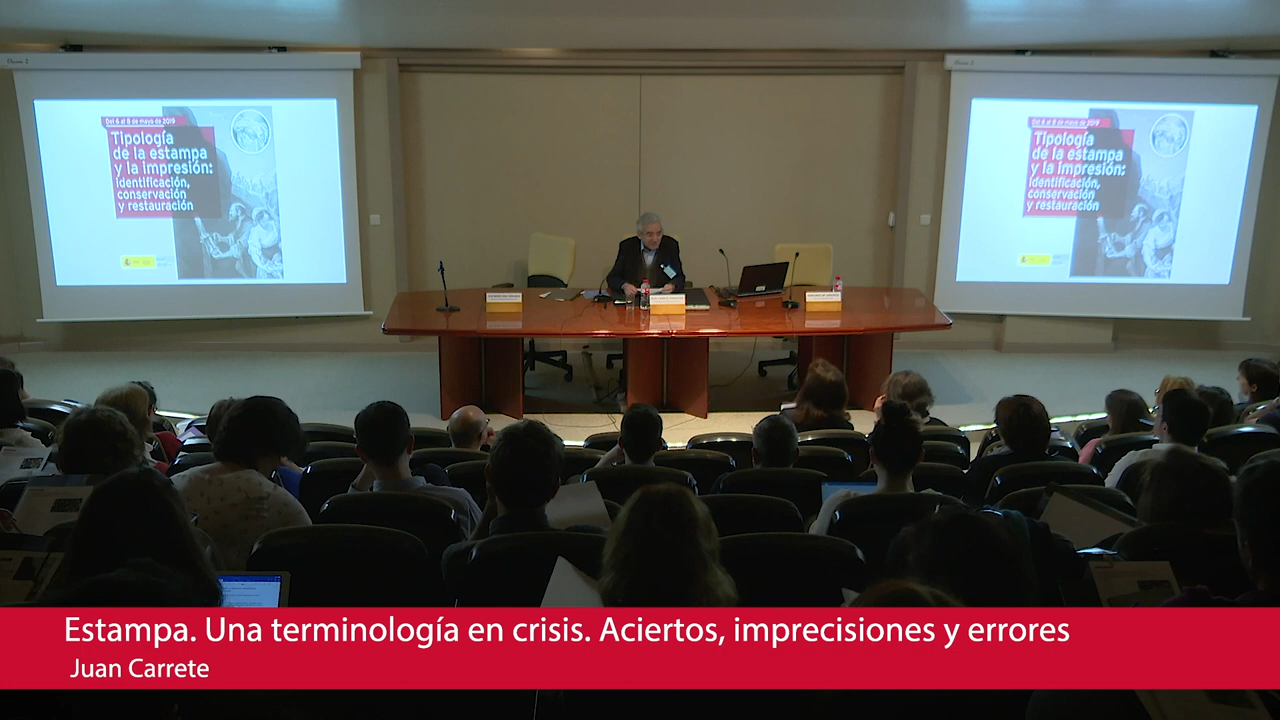 Del 6 al 8 de mayo de 2019
Tipología
de la estampa
y la impresión:
identificación,
conservación
y restauración
Del 6 al 8 de mayo de 2019
Tipología
de la estampa
y la impresión:
identificación,
conservación
y restauración
Estampa. Una terminología en crisis. Aciertos, imprecisiones y errores
Juan Carrete